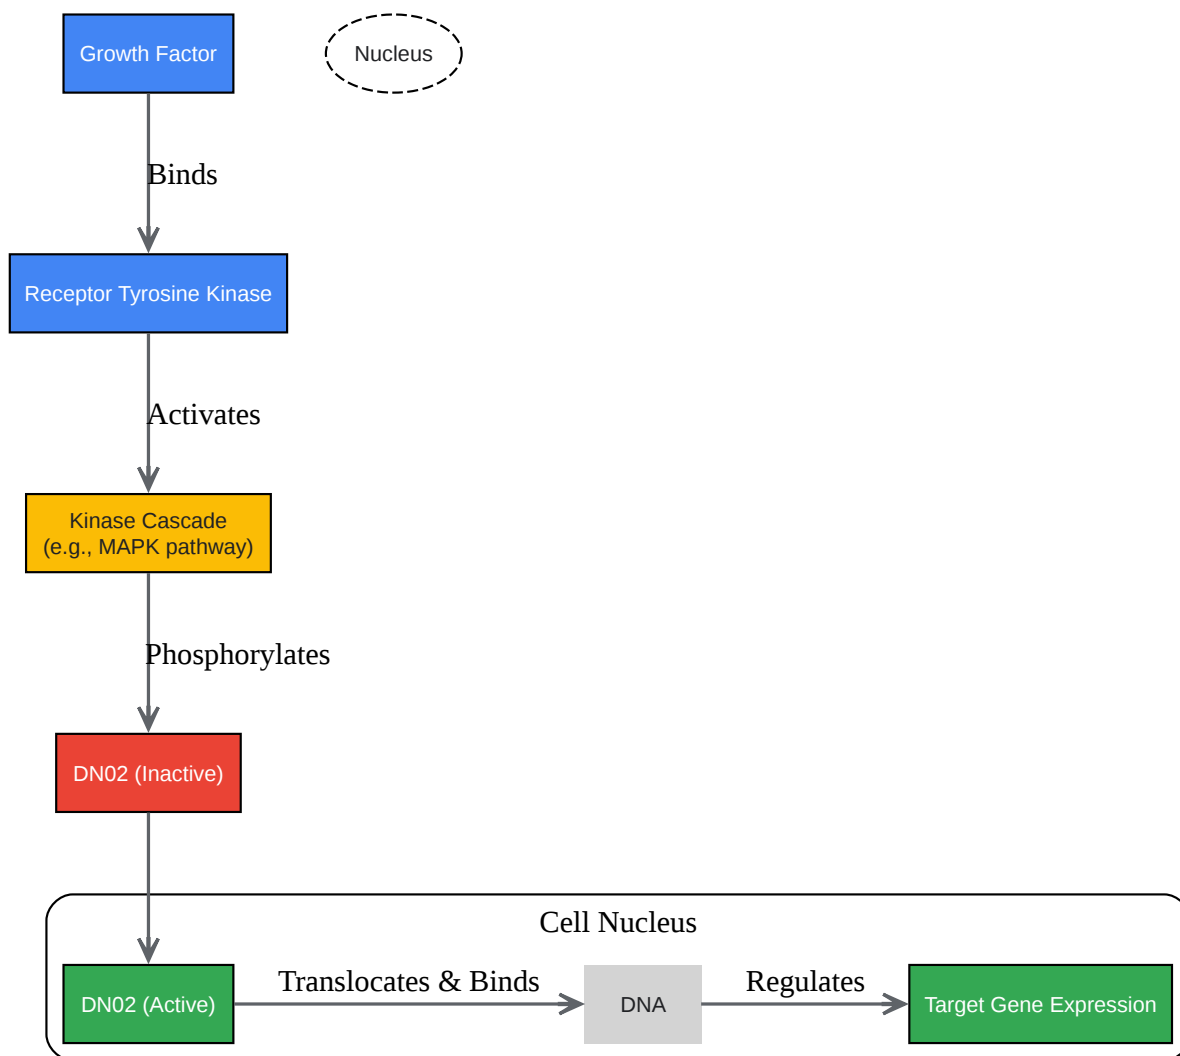 Growth Factor
Nucleus
Binds
Receptor Tyrosine Kinase
Activates
Kinase Cascade
(e.g., MAPK pathway)
Phosphorylates
DN02 (Inactive)
Cell Nucleus
DN02 (Active)
Translocates & Binds
DNA
Regulates
Target Gene Expression